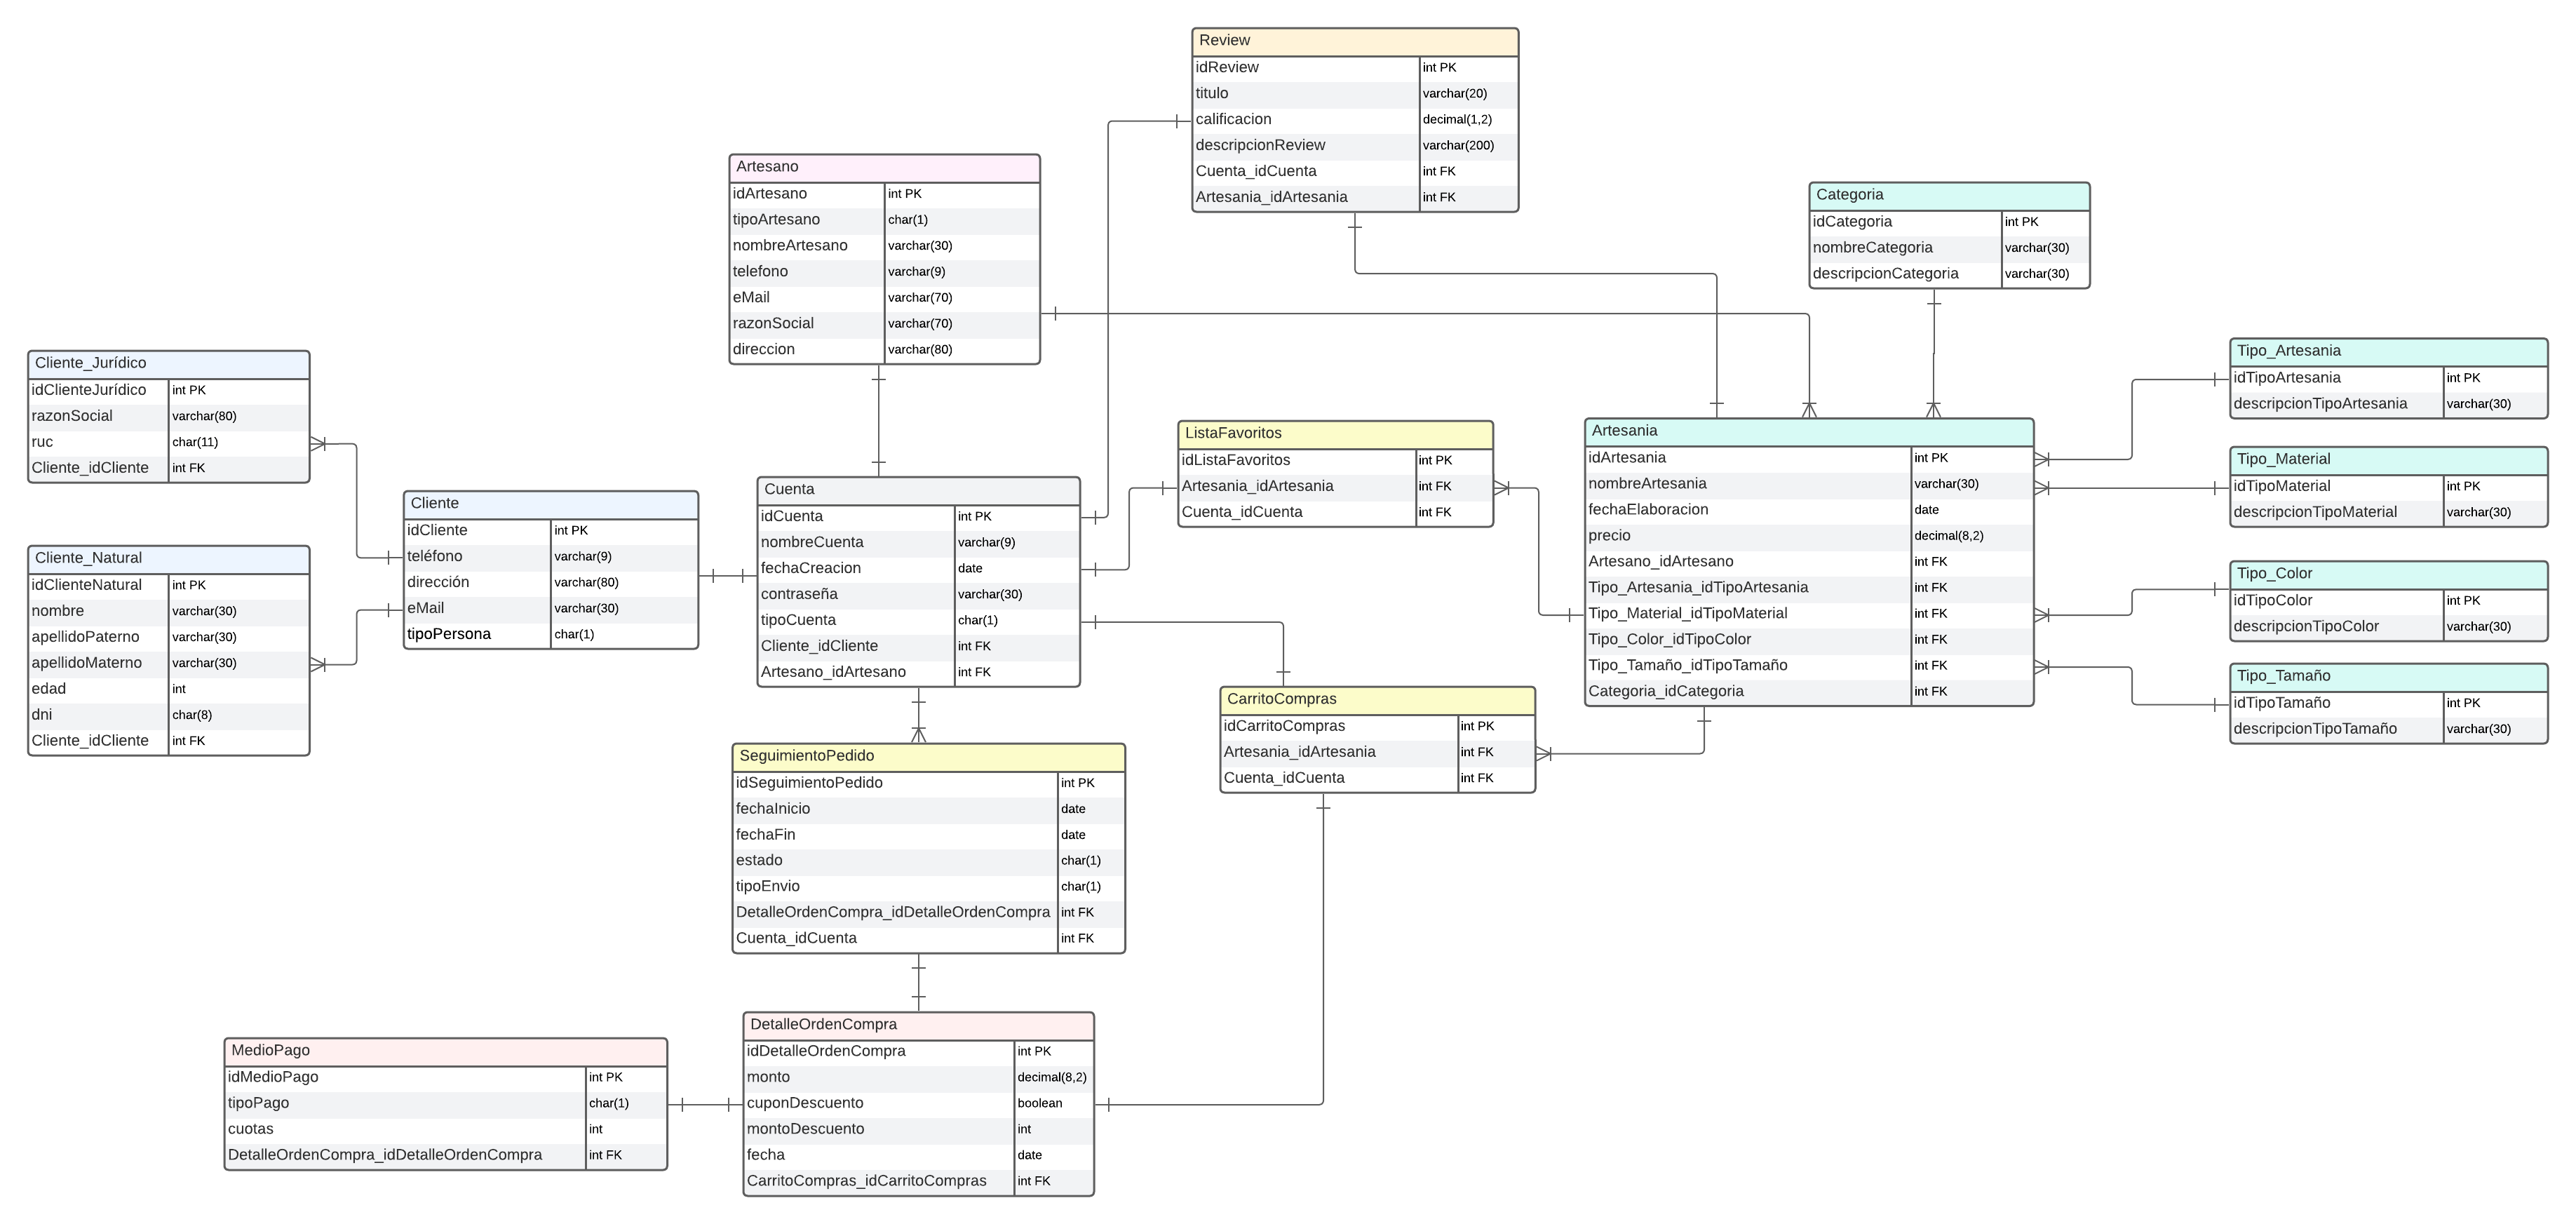 Review
idReview int PK
titulo varchar(20)
calificacion decimal(1,2)
descripcionReview varchar(200)
Cuenta_idCuenta int FK
Artesania_idArtesania int FK
Artesano
idArtesano int PK
tipoArtesano char(1)
nombreArtesano varchar(30)
telefono varchar(9)
eMail varchar(70)
razonSocial varchar(70)
direccion varchar(80)
Categoria
idCategoria int PK
nombreCategoria varchar(30)
descripcionCategoria varchar(30)
Cliente_Jurídico
idClienteJurídico int PK
razonSocial varchar(80)
ruc char(11)
Cliente_idCliente int FK
Cliente_Natural
idClienteNatural int PK
nombre varchar(30)
apellidoPaterno varchar(30)
apellidoMaterno varchar(30)
edad int
dni char(8)
Cliente_idCliente int FK
Cliente
idCliente int PK
teléfono varchar(9)
dirección varchar(80)
eMail varchar(30)
tipoPersona char(1)
Cuenta
idCuenta int PK
nombreCuenta varchar(9)
fechaCreacion date
contraseña varchar(30)
tipoCuenta char(1)
Cliente_idCliente int FK
Artesano_idArtesano int FK
ListaFavoritos
idListaFavoritos int PK
Artesania_idArtesania int FK
Cuenta_idCuenta int FK
Artesania
idArtesania int PK
nombreArtesania varchar(30)
fechaElaboracion date
precio decimal(8,2)
Artesano_idArtesano int FK
Tipo_Artesania_idTipoArtesania int FK
Tipo_Material_idTipoMaterial int FK
Tipo_Color_idTipoColor int FK
Tipo_Tamaño_idTipoTamaño int FK
Categoria_idCategoria int FK
Tipo_Artesania
idTipoArtesania int PK
descripcionTipoArtesania varchar(30)
Tipo_Material
idTipoMaterial int PK
descripcionTipoMaterial varchar(30)
Tipo_Color
idTipoColor int PK
descripcionTipoColor varchar(30)
Tipo_Tamaño
idTipoTamaño int PK
descripcionTipoTamaño varchar(30)
CarritoCompras
idCarritoCompras int PK
Artesania_idArtesania int FK
Cuenta_idCuenta int FK
SeguimientoPedido
idSeguimientoPedido int PK
fechaInicio date
fechaFin date
estado char(1)
tipoEnvio char(1)
DetalleOrdenCompra_idDetalleOrdenCompra int FK
Cuenta_idCuenta int FK
MedioPago
idMedioPago int PK
tipoPago char(1)
cuotas int
DetalleOrdenCompra_idDetalleOrdenCompra int FK
DetalleOrdenCompra
idDetalleOrdenCompra int PK
monto decimal(8,2)
cuponDescuento boolean
montoDescuento int
fecha date
CarritoCompras_idCarritoCompras int FK